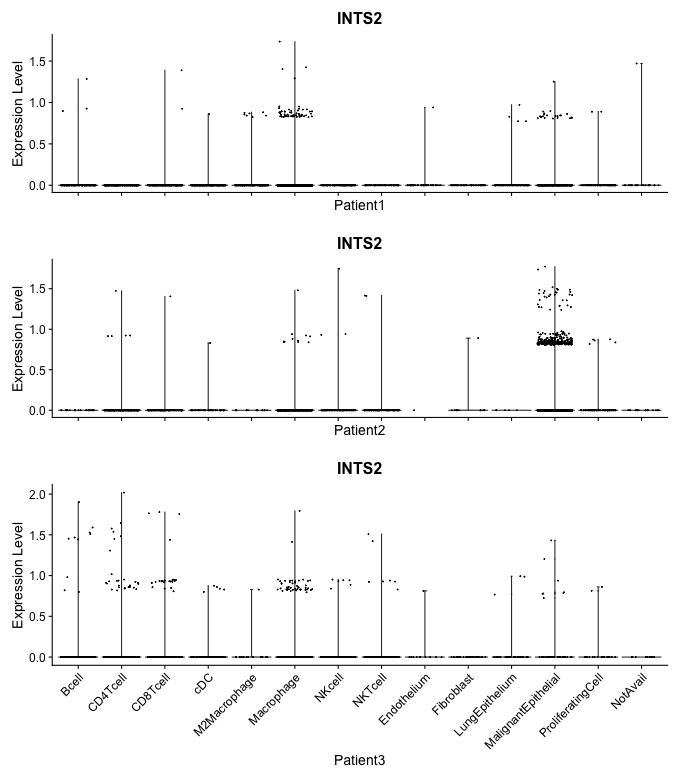 INTS2
Expression Level
1.5
1.0
0.5
0.0
Patient1
INTS2
Expression Level
1.5
1.0
0.5
0.0
Patient2
INTS2
Expression Level
2.0
1.5
1.0
0.5
0.0
Bcell
CD4Tcell
CD8Tcell
cDC
M2Macrophage
Macrophage
NKcell
NKTcell
Endothelium
Fibroblast
LungEpithelium
MalignantEpithelial
ProliferatingCell
NotAvail
Patient3